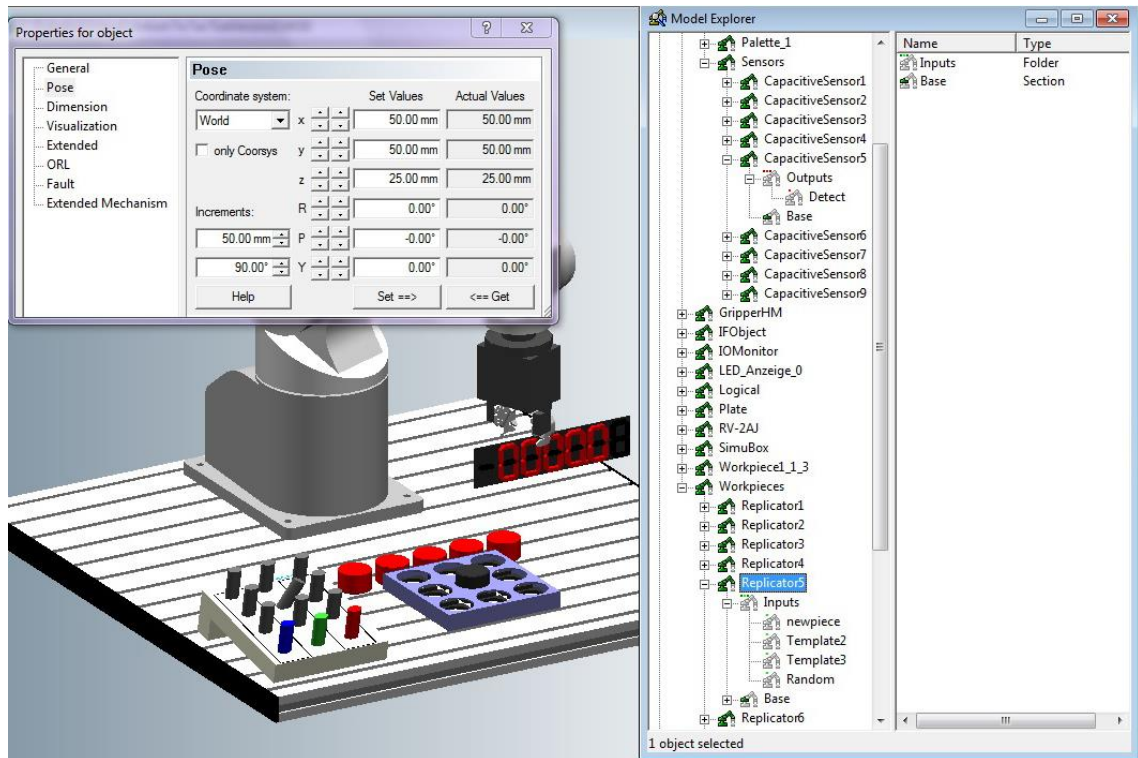 Properties for object
General
Pose
Dimension
Visualization
Extended
ORL
Fault
Extended Mechanism
Pose
Coordinate system: Set Values Actual Values
World x 50.00 mm 50.00 mm
only Coorsys y 50.00 mm 50.00 mm
z 25.00 mm 25.00 mm
Increments: R 0.00° 0.00°
50.00 mm P -0.00° -0.00°
90.00° Y 0.00° 0.00°
Help Set ==> <== Get
-00000
Model Explorer
Palette_1
Sensors
CapacitiveSensor1
CapacitiveSensor2
CapacitiveSensor3
CapacitiveSensor4
CapacitiveSensor5
Outputs
Detect
Base
CapacitiveSensor6
CapacitiveSensor7
CapacitiveSensor8
CapacitiveSensor9
GripperHM
IFObject
IOMonitor
LED_Anzeige_0
Logical
Plate
RV-2AJ
SimuBox
Workpiece1_1_3
Workpieces
Replicator1
Replicator2
Replicator3
Replicator4
Replicator5
Inputs
newpiece
Template2
Template3
Random
Base
Replicator6
Name Type
Inputs Folder
Base Section
1 object selected